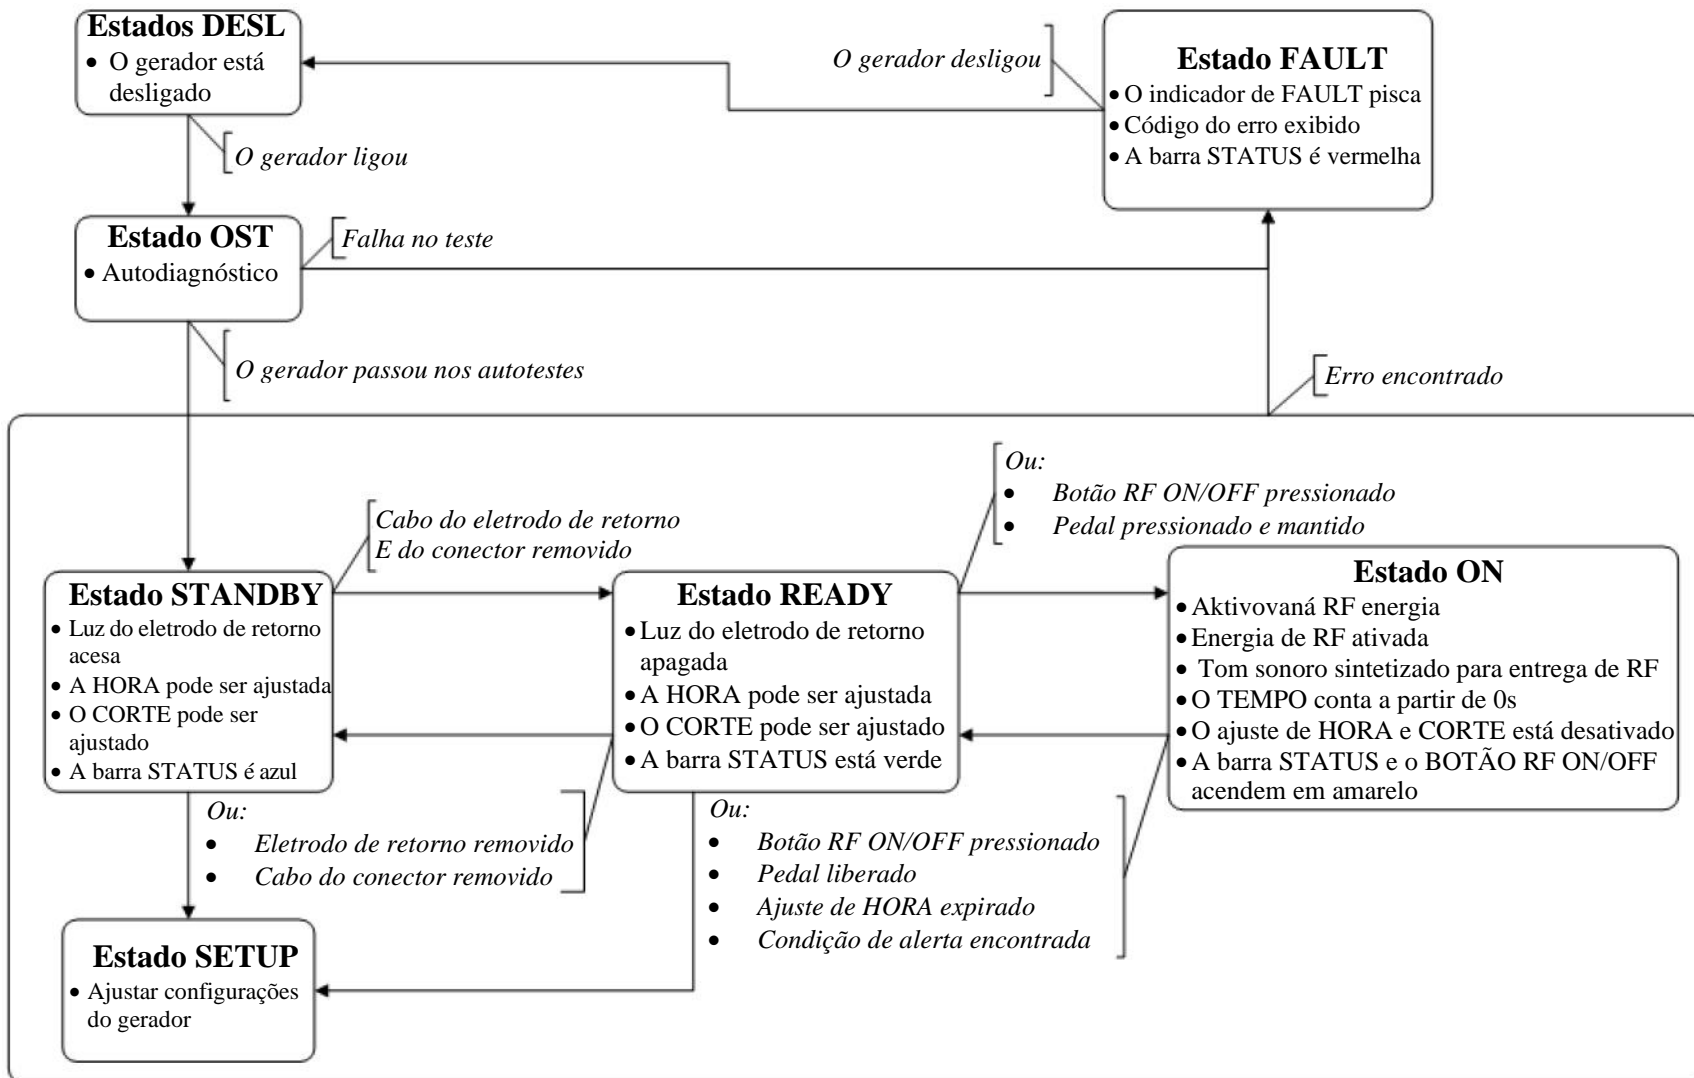 Estados DESL
• O gerador está
desligado
O gerador desligou
Estado FAULT
• O indicador de FAULT pisca
• Código do erro exibido
• A barra STATUS é vermelha
O gerador ligou
Estado OST
• Autodiagnóstico
Falha no teste
O gerador passou nos autotestes
Erro encontrado
Cabo do eletrodo de retorno
E do conector removido
Ou:
• Botão RF ON/OFF pressionado
• Pedal pressionado e mantido
Estado STANDBY
• Luz do eletrodo de retorno
acesa
• A HORA pode ser ajustada
• O CORTE pode ser
ajustado
• A barra STATUS é azul
Estado READY
• Luz do eletrodo de retorno
apagada
• A HORA pode ser ajustada
• O CORTE pode ser ajustado
• A barra STATUS está verde
Estado ON
• Aktivovaná RF energia
• Energia de RF ativada
• Tom sonoro sintetizado para entrega de RF
• O TEMPO conta a partir de 0s
• O ajuste de HORA e CORTE está desativado
• A barra STATUS e o BOTÃO RF ON/OFF
acendem em amarelo
Ou:
• Eletrodo de retorno removido
• Cabo do conector removido
Ou:
• Botão RF ON/OFF pressionado
• Pedal liberado
• Ajuste de HORA expirado
• Condição de alerta encontrada
Estado SETUP
• Ajustar configurações
do gerador